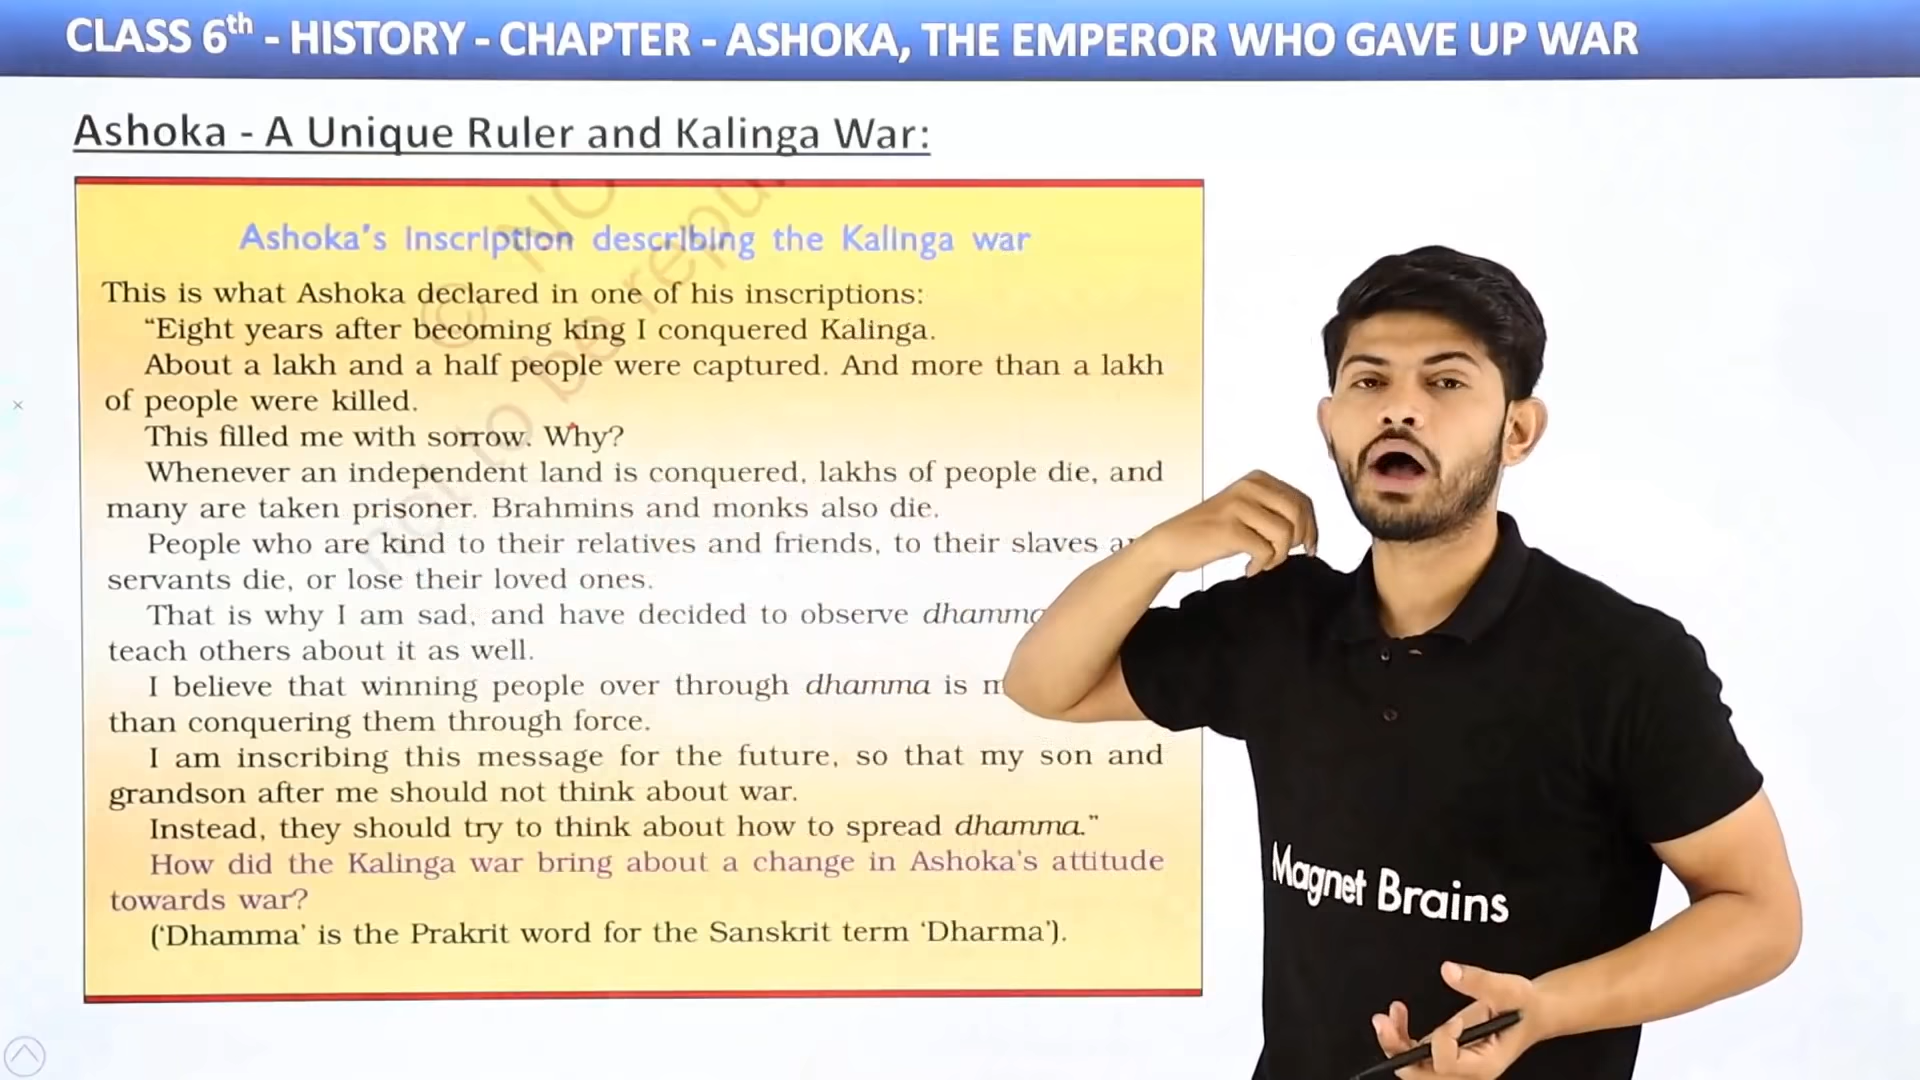 CLASS 6th - HISTORY - CHAPTER - ASHOKA, THE EMPEROR WHO GAVE UP WAR
Ashoka - A Unique Ruler and Kalinga War:
Ashoka's inscription describing the Kalinga war
This is what Ashoka declared in one of his inscriptions:
“Eight years after becoming king I conquered Kalinga.
About a lakh and a half people were captured. And more than a lakh
of people were killed.
This filled me with sorrow. Why?
Whenever an independent land is conquered, lakhs of people die, and
many are taken prisoner. Brahmins and monks also die.
People who are kind to their relatives and friends, to their slaves
servants die, or lose their loved ones.
That is why I am sad, and have decided to observe dhamma
teach others about it as well.
I believe that winning people over through dhamma is
than conquering them through force.
I am inscribing this message for the future, so that my son and
grandson after me should not think about war.
Instead, they should try to think about how to spread dhamma.”
How did the Kalinga war bring about a change in Ashoka's attitude
towards war?
(‘Dhamma’ is the Prakrit word for the Sanskrit term ‘Dharma’).
not to be
Magnet Brains